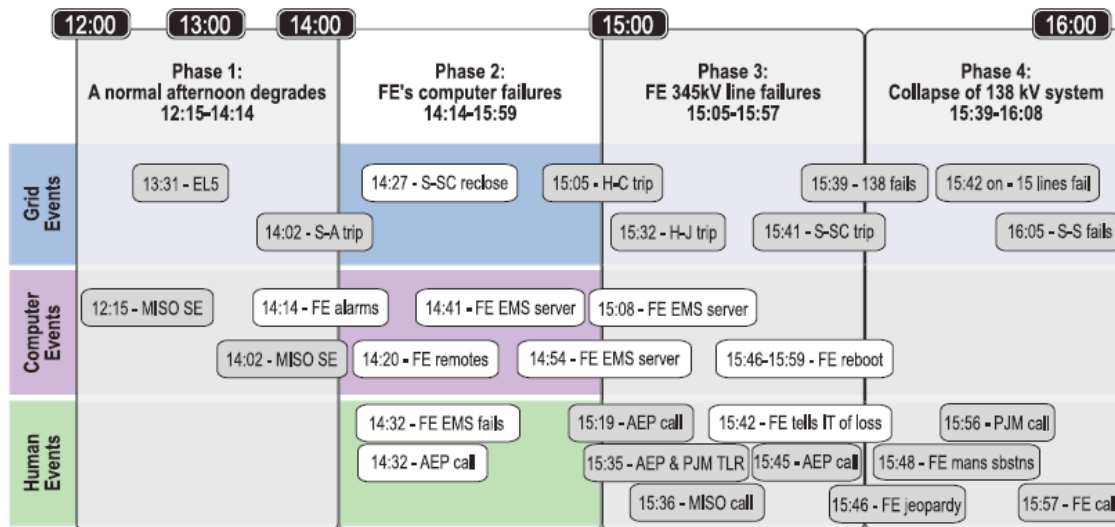 12:00
13:00
14:00
15:00
16:00
Phase 1:
A normal afternoon degrades
12:15-14:14
Phase 2:
FE's computer failures
14:14-15:59
Phase 3:
FE 345kV line failures
15:05-15:57
Phase 4:
Collapse of 138 kV system
15:39-16:08
Grid
Events
13:31 - EL5
14:27 - S-SC reclose
15:05 - H-C trip
15:39 - 138 fails
15:42 on - 15 lines fail
14:02 - S-A trip
15:32 - H-J trip
15:41 - S-SC trip
16:05 - S-S fails
Computer
Events
12:15 - MISO SE
14:14 - FE alarms
14:41 - FE EMS server
15:08 - FE EMS server
14:02 - MISO SE
14:20 - FE remotes
14:54 - FE EMS server
15:46-15:59 - FE reboot
Human
Events
14:32 - FE EMS fails
15:19 - AEP call
15:42 - FE tells IT of loss
15:56 - PJM call
14:32 - AEP call
15:35 - AEP & PJM TLR
15:45 - AEP call
15:48 - FE mans sbstns
15:36 - MISO call
15:46 - FE jeopardy
15:57 - FE call